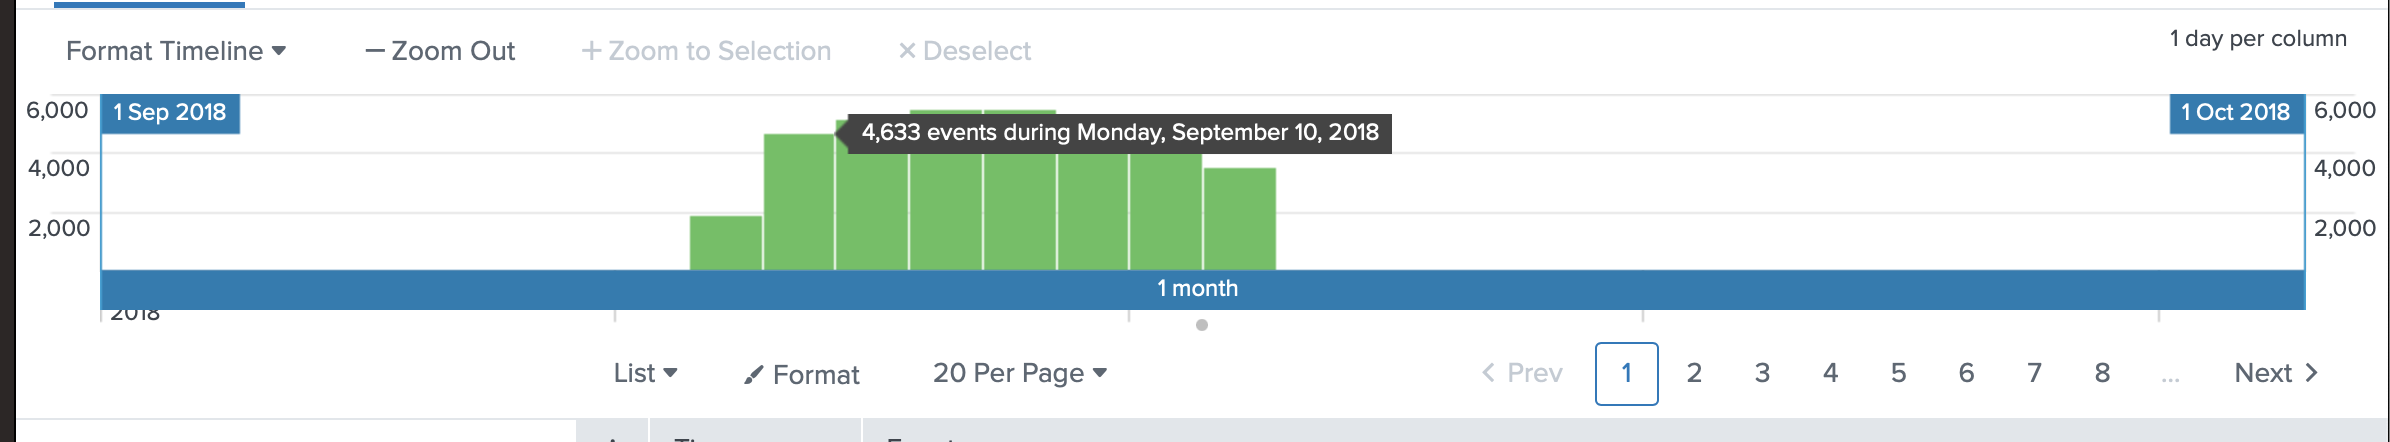 Format Timeline
— Zoom Out
+ Zoom to Selection
× Deselect
1 day per column
6,000
1 Sep 2018
4,633 events during Monday, September 10, 2018
1 Oct 2018
6,000
4,000
4,000
2,000
2,000
1 month
2018
List
Format
20 Per Page
< Prev
1
2
3
4
5
6
7
8
...
Next >